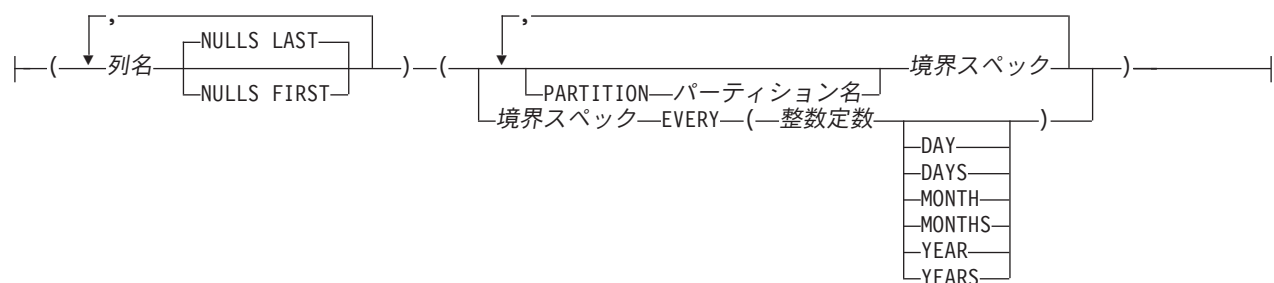 , ,
NULLS LAST
( 列名 ) ( 境界スペック )
NULLS FIRST PARTITION パーティション名
境界スペック EVERY ( 整数定数 )
DAY
DAYS
MONTH
MONTHS
YEAR
YEARS